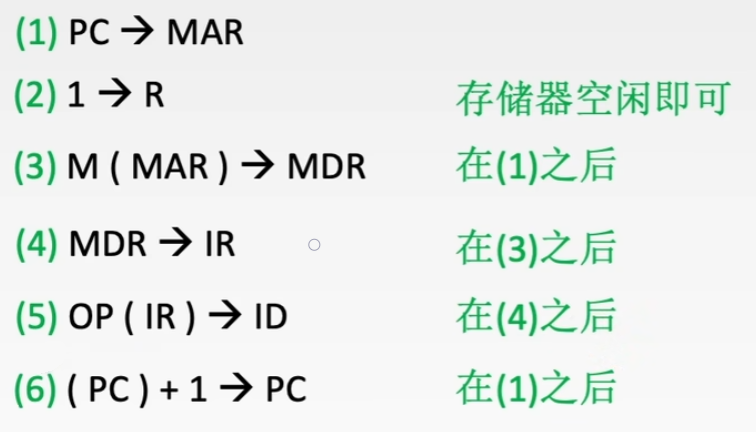 (1) PC → MAR
(2) 1 → R 存储器空闲即可
(3) M ( MAR ) → MDR 在(1)之后
(4) MDR → IR 在(3)之后
(5) OP ( IR ) → ID 在(4)之后
(6) ( PC ) + 1 → PC 在(1)之后